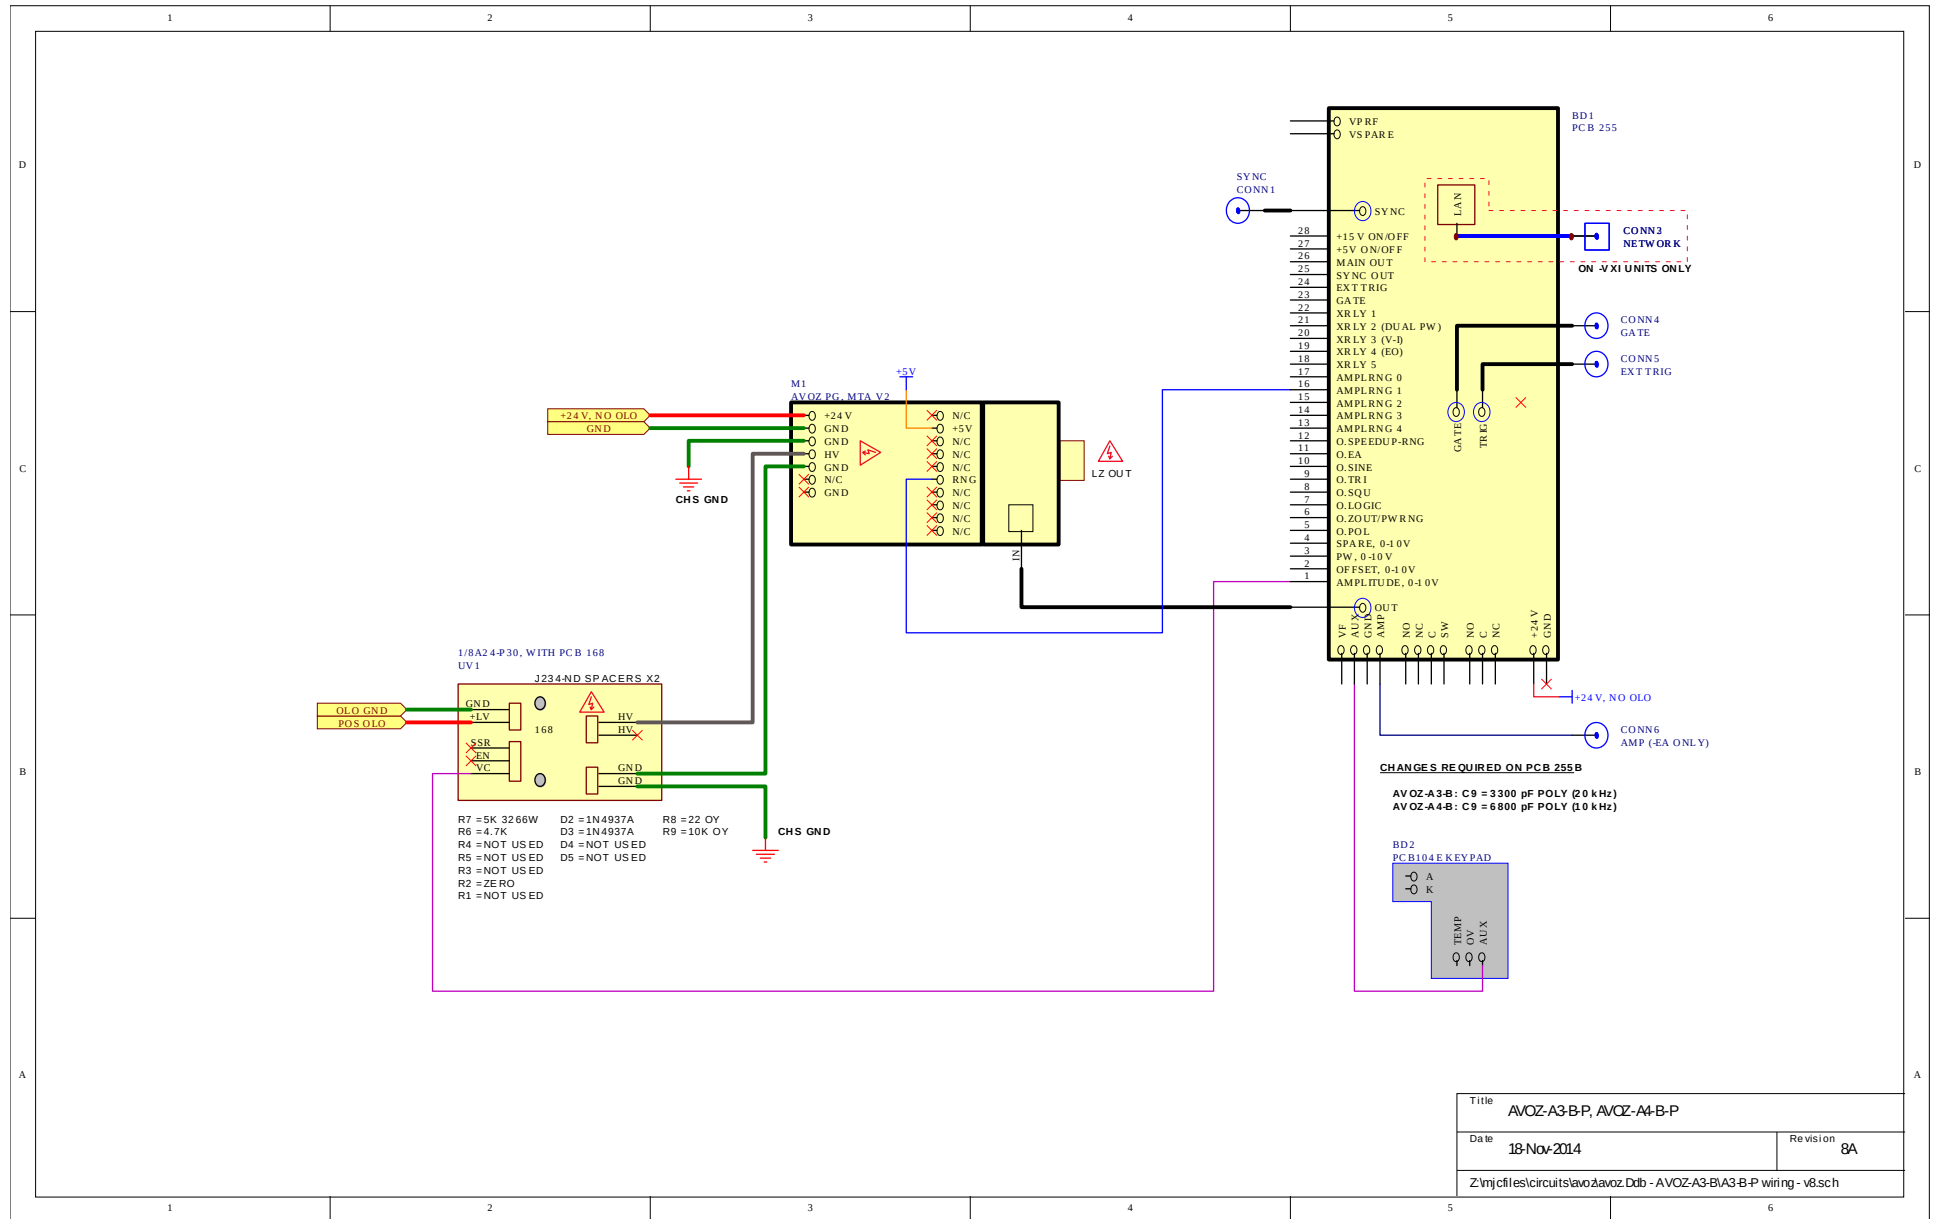 1 2 3 4 5 6
D D
C C
B B
A A
1 2 3 4 5 6
BD1
PCB 255
VPRF
VSPARE
SYNC
CONN1
SYNC
LAN
CONN3
NETWORK
ON -VXI UNITS ONLY
28 +15V ON/OFF
27 +5V ON/OFF
26 MAIN OUT
25 SYNC OUT
24 EXT TRIG
23 GATE
22 XRLY 1
21 XRLY 2 (DUAL PW)
20 XRLY 3 (V-I)
19 XRLY 4 (EO)
18 XRLY 5
17 AMPLRNG 0
16 AMPLRNG 1
15 AMPLRNG 2
14 AMPLRNG 3
13 AMPLRNG 4
12 O.SPEEDUP-RNG
11 O.EA
10 O.SINE
9 O.TRI
8 O.SQU
7 O.LOGIC
6 O.ZOUT/PWRNG
5 O.POL
4 SPARE, 0-10V
3 PW, 0-10V
2 OFFSET, 0-10V
1 AMPLITUDE, 0-10V
OUT
CONN4
GATE
CONN5
EXT TRIG
GATE
TRIG
VF
AUX
GND
AMP
NO
NC
C
SW
NO
C
NC
+24V
GND
+24V, NO OLO
CONN6
AMP (-EA ONLY)
M1
AVOZ PG, MTA V2
+5V
+24V, NO OLO
GND
+24V
GND
GND
HV
GND
N/C
GND
N/C
+5V
N/C
N/C
N/C
RNG
N/C
N/C
N/C
N/C
IN
LZ OUT
CHS GND
1/8A24-P30, WITH PCB 168
UV1
J234-ND SPACERS X2
OLO GND
POS OLO
GND
+LV
SSR
EN
VC
168
HV
HV
GND
GND
CHS GND
R7 =5K 3266W D2 =1N4937A R8 =22 OY
R6 =4.7K D3 =1N4937A R9 =10K OY
R4 =NOT USED D4 =NOT USED
R5 =NOT USED D5 =NOT USED
R3 =NOT USED
R2 =ZERO
R1 =NOT USED
CHANGES REQUIRED ON PCB 255B
AVOZ-A3-B: C9 = 3300 pF POLY (20 kHz)
AVOZ-A4-B: C9 = 6800 pF POLY (10 kHz)
BD2
PCB104E KEYPAD
A
K
TEMP
OV
AUX
Title AVOZ-A3-B-P, AVOZ-A4-B-P
Date 18-Nov-2014 Revision 8A
Z:\mjcfiles\circuits\avoz\avoz.Ddb - AVOZ-A3-B\A3-B-P wiring - v8.sch